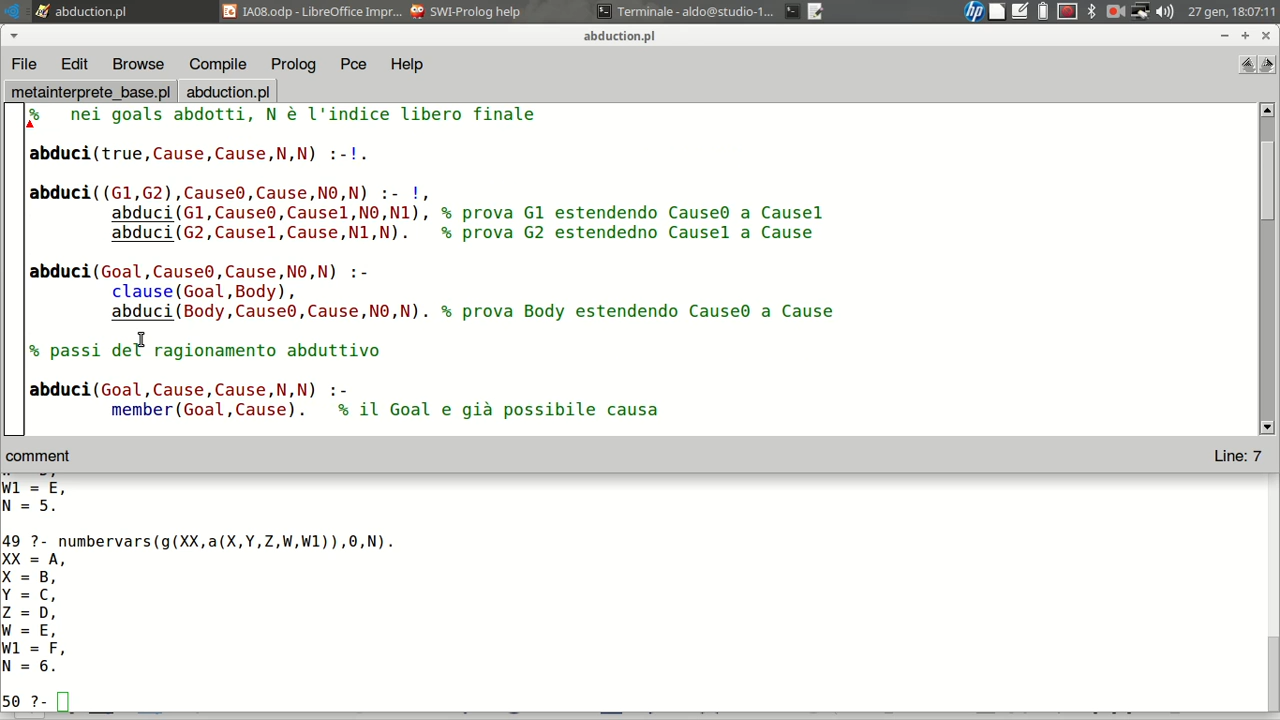 abduction.pl IA08.odp - LibreOffice Impr... SWI-Prolog help Terminale - aldo@studio-1... 27 gen, 18:07:11
abduction.pl
File Edit Browse Compile Prolog Pce Help
metainterprete_base.pl abduction.pl
% nei goals abdotti, N è l'indice libero finale
abduci(true,Cause,Cause,N,N) :-!.
abduci((G1,G2),Cause0,Cause,N0,N) :- !,
abduci(G1,Cause0,Cause1,N0,N1), % prova G1 estendendo Cause0 a Cause1
abduci(G2,Cause1,Cause,N1,N). % prova G2 estendedno Cause1 a Cause
abduci(Goal,Cause0,Cause,N0,N) :-
clause(Goal,Body),
abduci(Body,Cause0,Cause,N0,N). % prova Body estendendo Cause0 a Cause
% passi del ragionamento abduttivo
abduci(Goal,Cause,Cause,N,N) :-
member(Goal,Cause). % il Goal e già possibile causa
comment Line: 7
W1 = E,
N = 5.
49 ?- numbervars(g(XX,a(X,Y,Z,W,W1)),0,N).
XX = A,
X = B,
Y = C,
Z = D,
W = E,
W1 = F,
N = 6.
50 ?-